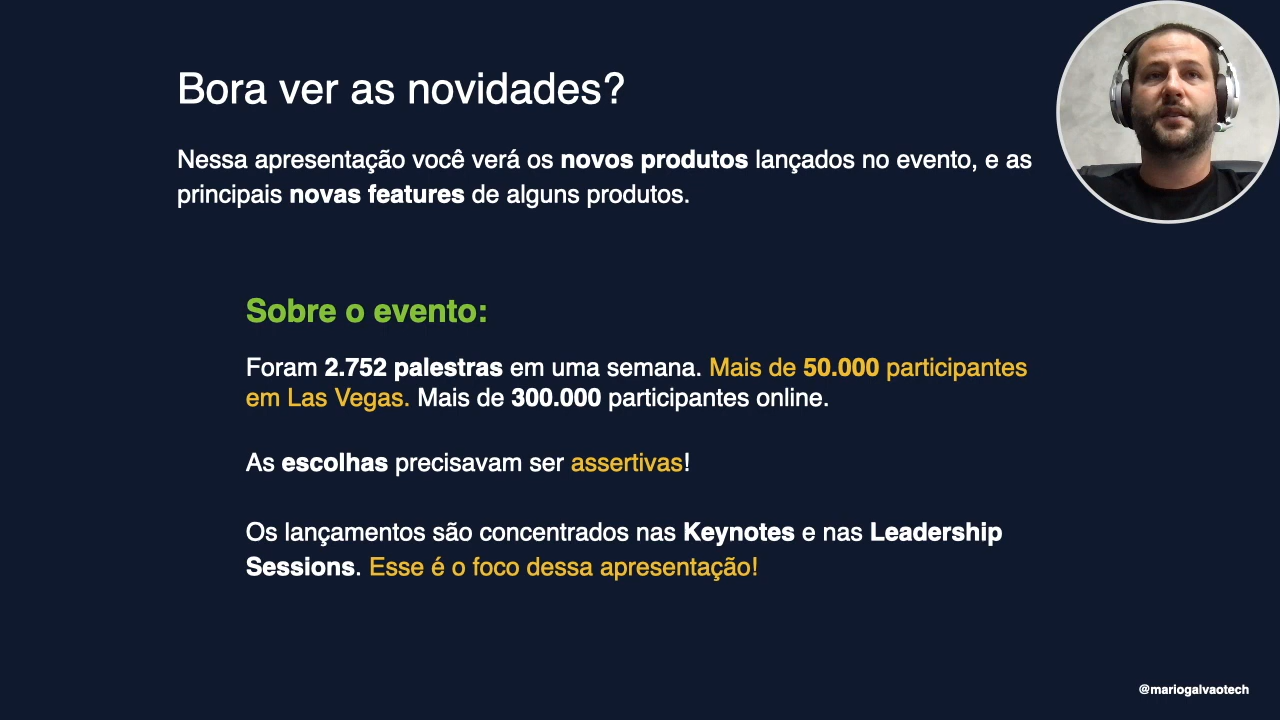 Bora ver as novidades?
Nessa apresentação você verá os novos produtos lançados no evento, e as
principais novas features de alguns produtos.
Sobre o evento:
Foram 2.752 palestras em uma semana. Mais de 50.000 participantes
em Las Vegas. Mais de 300.000 participantes online.
As escolhas precisavam ser assertivas!
Os lançamentos são concentrados nas Keynotes e nas Leadership
Sessions. Esse é o foco dessa apresentação!
@mariogalvaotech